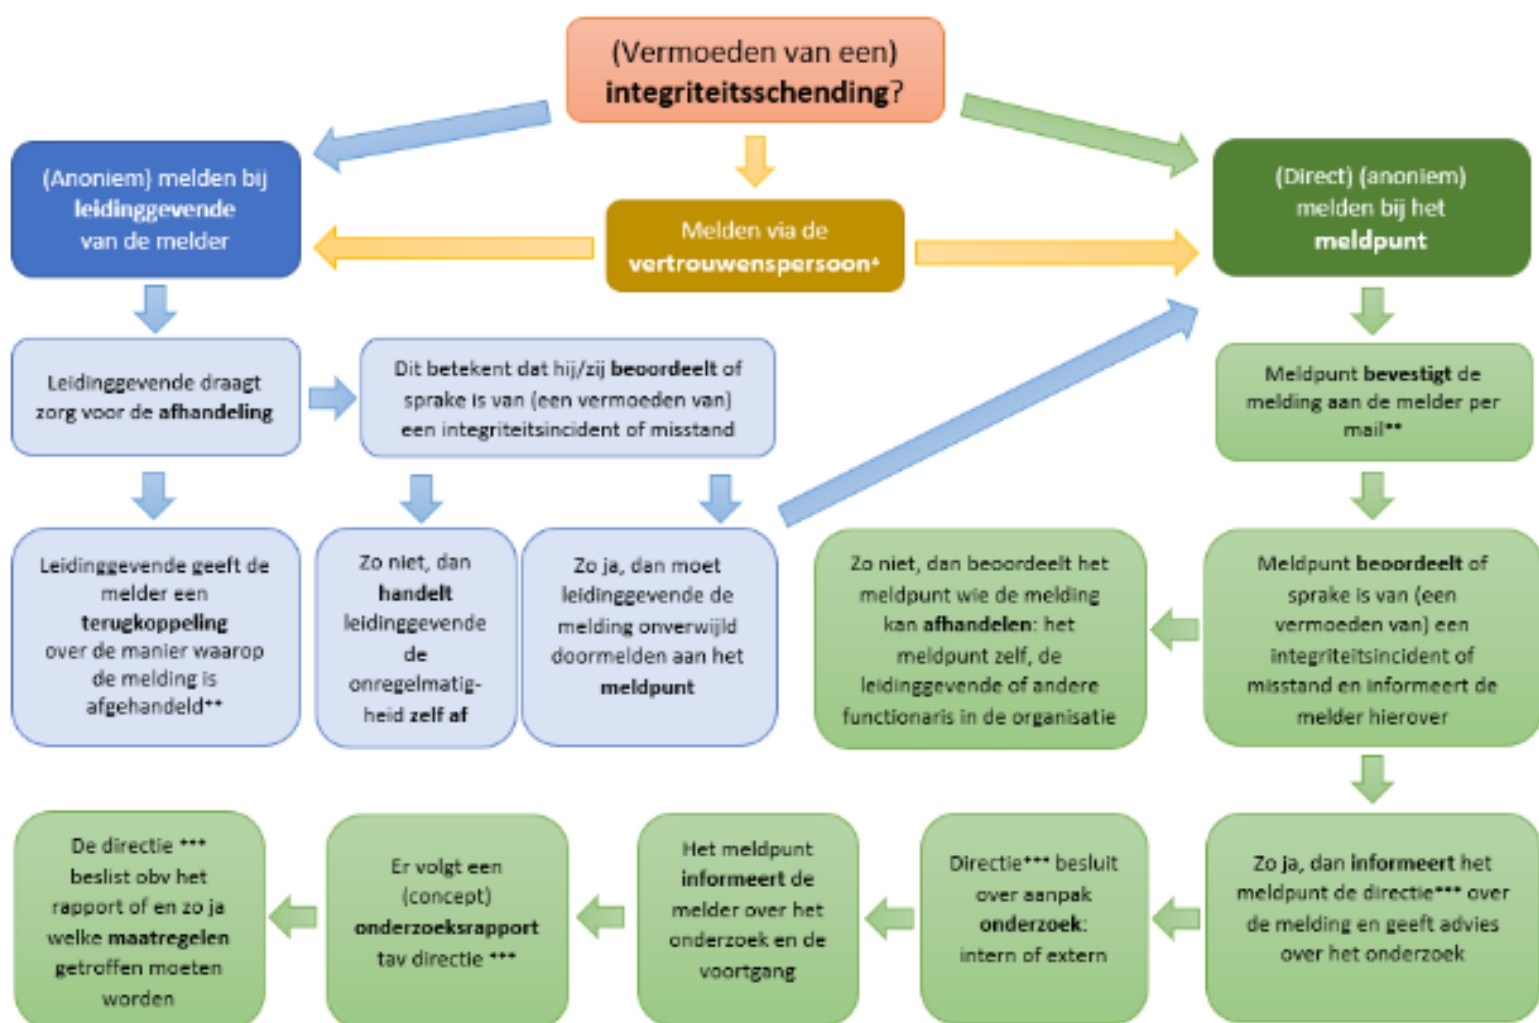 (Vermoeden van een)
integriteitsschending?
(Anoniem) melden bij
leidinggevende
van de melder
Melden via de
vertrouwenspersoon*
(Direct) (anoniem)
melden bij het
meldpunt
Leidinggevende draagt
zorg voor de afhandeling
Dit betekent dat hij/zij beoordeelt of
sprake is van (een vermoeden van)
een integriteitsincident of misstand
Meldpunt bevestigt de
melding aan de melder per
mail**
Leidinggevende geeft de
melder een
terugkoppeling
over de manier waarop
de melding is
afgehandeld**
Zo niet, dan
handelt
leidinggevende
de
onregelmatig-
heid zelf af
Zo ja, dan moet
leidinggevende de
melding onverwijld
doormelden aan het
meldpunt
Zo niet, dan beoordeelt het
meldpunt wie de melding
kan afhandelen: het
meldpunt zelf, de
leidinggevende of andere
functionaris in de organisatie
Meldpunt beoordeelt of
sprake is van (een
vermoeden van) een
integriteitsincident of
misstand en informeert de
melder hierover
De directie ***
beslist obv het
rapport of en zo ja
welke maatregelen
getroffen moeten
worden
Er volgt een
(concept)
onderzoeksrapport
tav directie ***
Het meldpunt
informeert de
melder over het
onderzoek en de
voortgang
Directie*** besluit
over aanpak
onderzoek:
intern of extern
Zo ja, dan informeert het
meldpunt de directie*** over
de melding en geeft advies
over het onderzoek